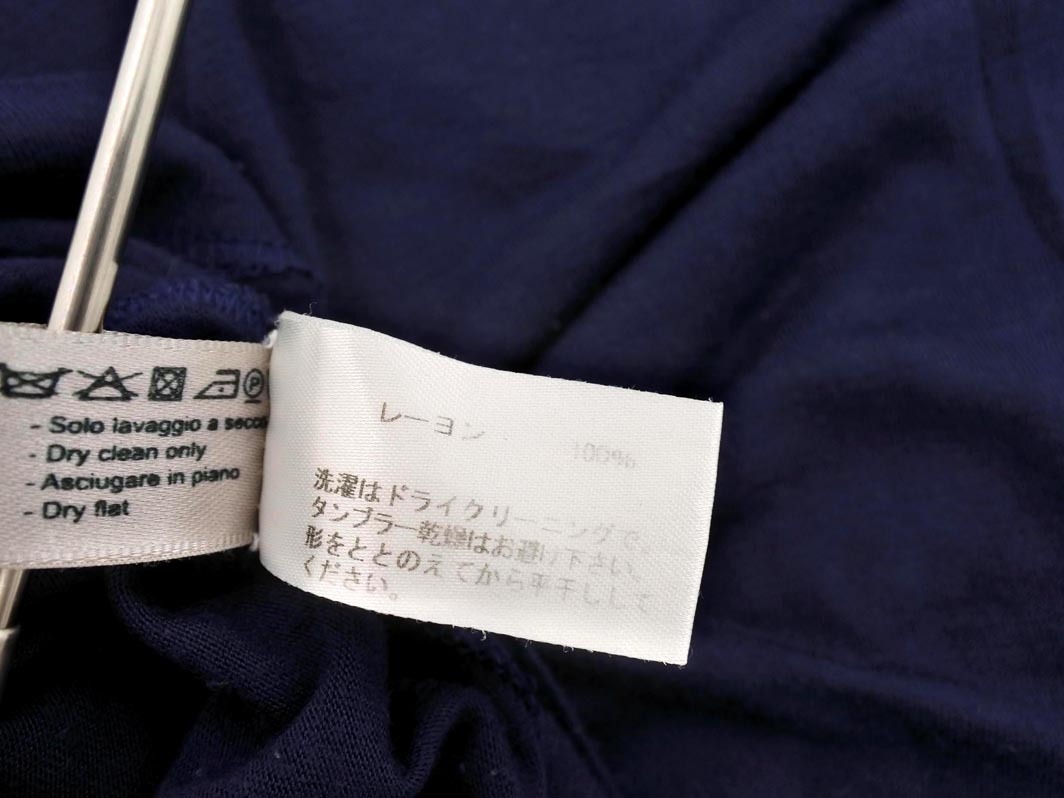 - Solo lavaggio a secco
- Dry clean only
- Asciugare in piano
- Dry flat
P
レーヨン 100%
洗濯はドライクリーニングで、
タンブラー乾燥はお避け下さい。
形をととのえてから平干しして
ください。